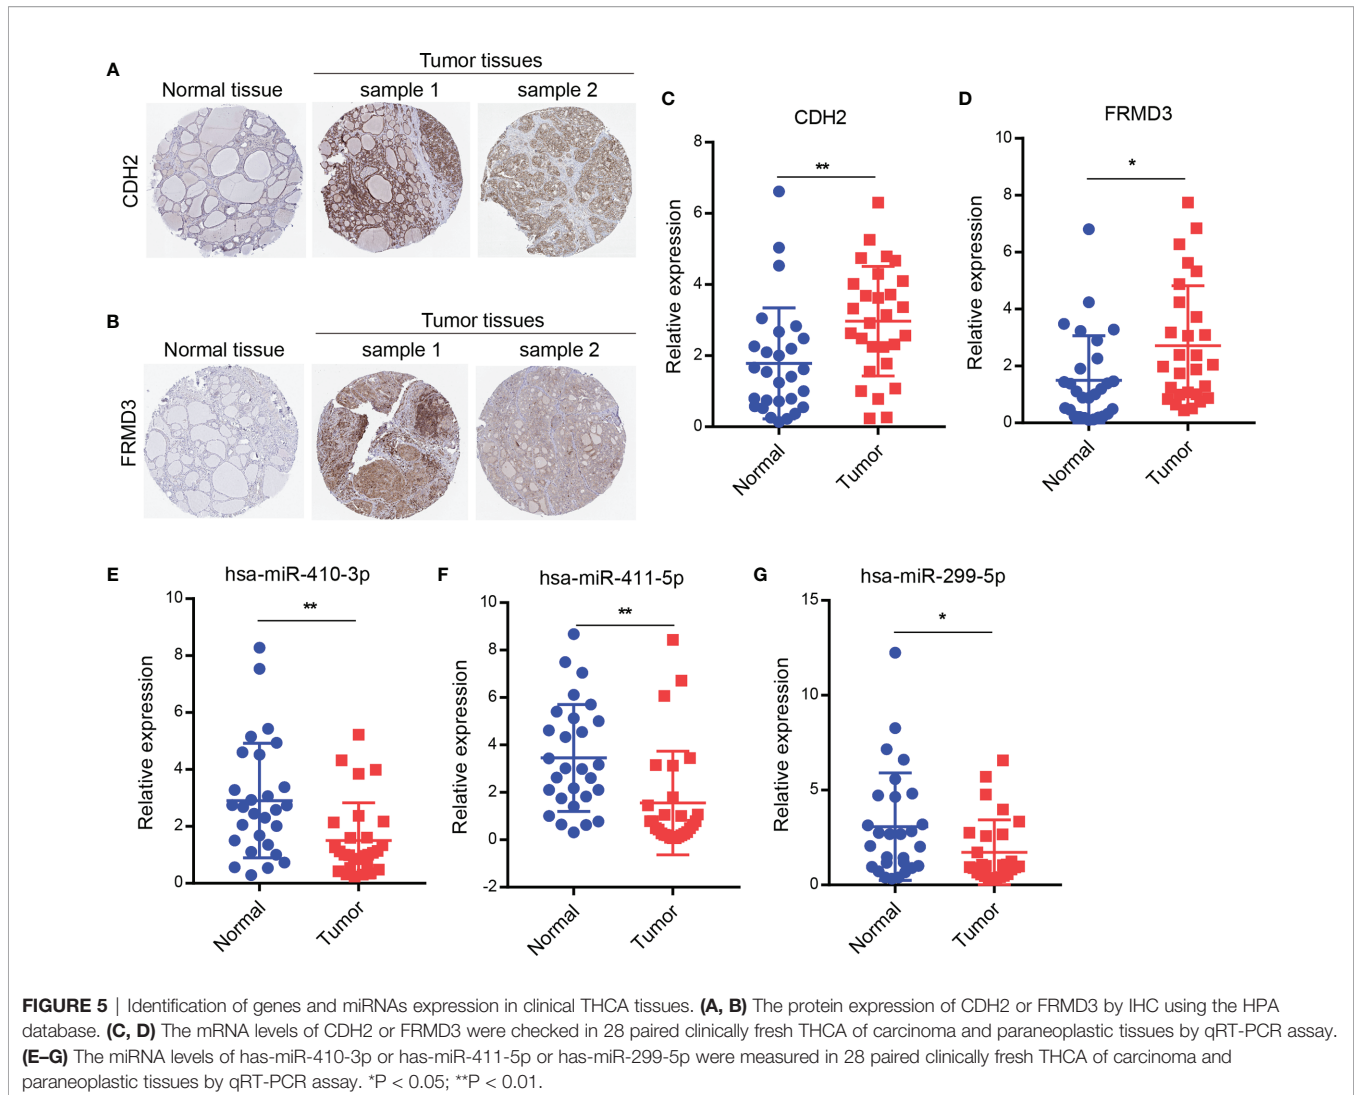 A
Tumor tissues
Normal tissue
sample 1
sample 2
CDH2
B
Tumor tissues
Normal tissue
sample 1
sample 2
FRMD3
C
CDH2
**
Relative expression
8
6
4
2
0
Normal
Tumor
D
FRMD3
*
Relative expression
10
8
6
4
2
0
Normal
Tumor
E
hsa-miR-410-3p
**
Relative expression
10
8
6
4
2
0
Normal
Tumor
F
hsa-miR-411-5p
**
Relative expression
10
8
6
4
2
0
-2
Normal
Tumor
G
hsa-miR-299-5p
*
Relative expression
15
10
5
0
Normal
Tumor
FIGURE 5 | Identification of genes and miRNAs expression in clinical THCA tissues. (A, B) The protein expression of CDH2 or FRMD3 by IHC using the HPA
database. (C, D) The mRNA levels of CDH2 or FRMD3 were checked in 28 paired clinically fresh THCA of carcinoma and paraneoplastic tissues by qRT-PCR assay.
(E–G) The miRNA levels of has-miR-410-3p or has-miR-411-5p or has-miR-299-5p were measured in 28 paired clinically fresh THCA of carcinoma and
paraneoplastic tissues by qRT-PCR assay. *P < 0.05; **P < 0.01.